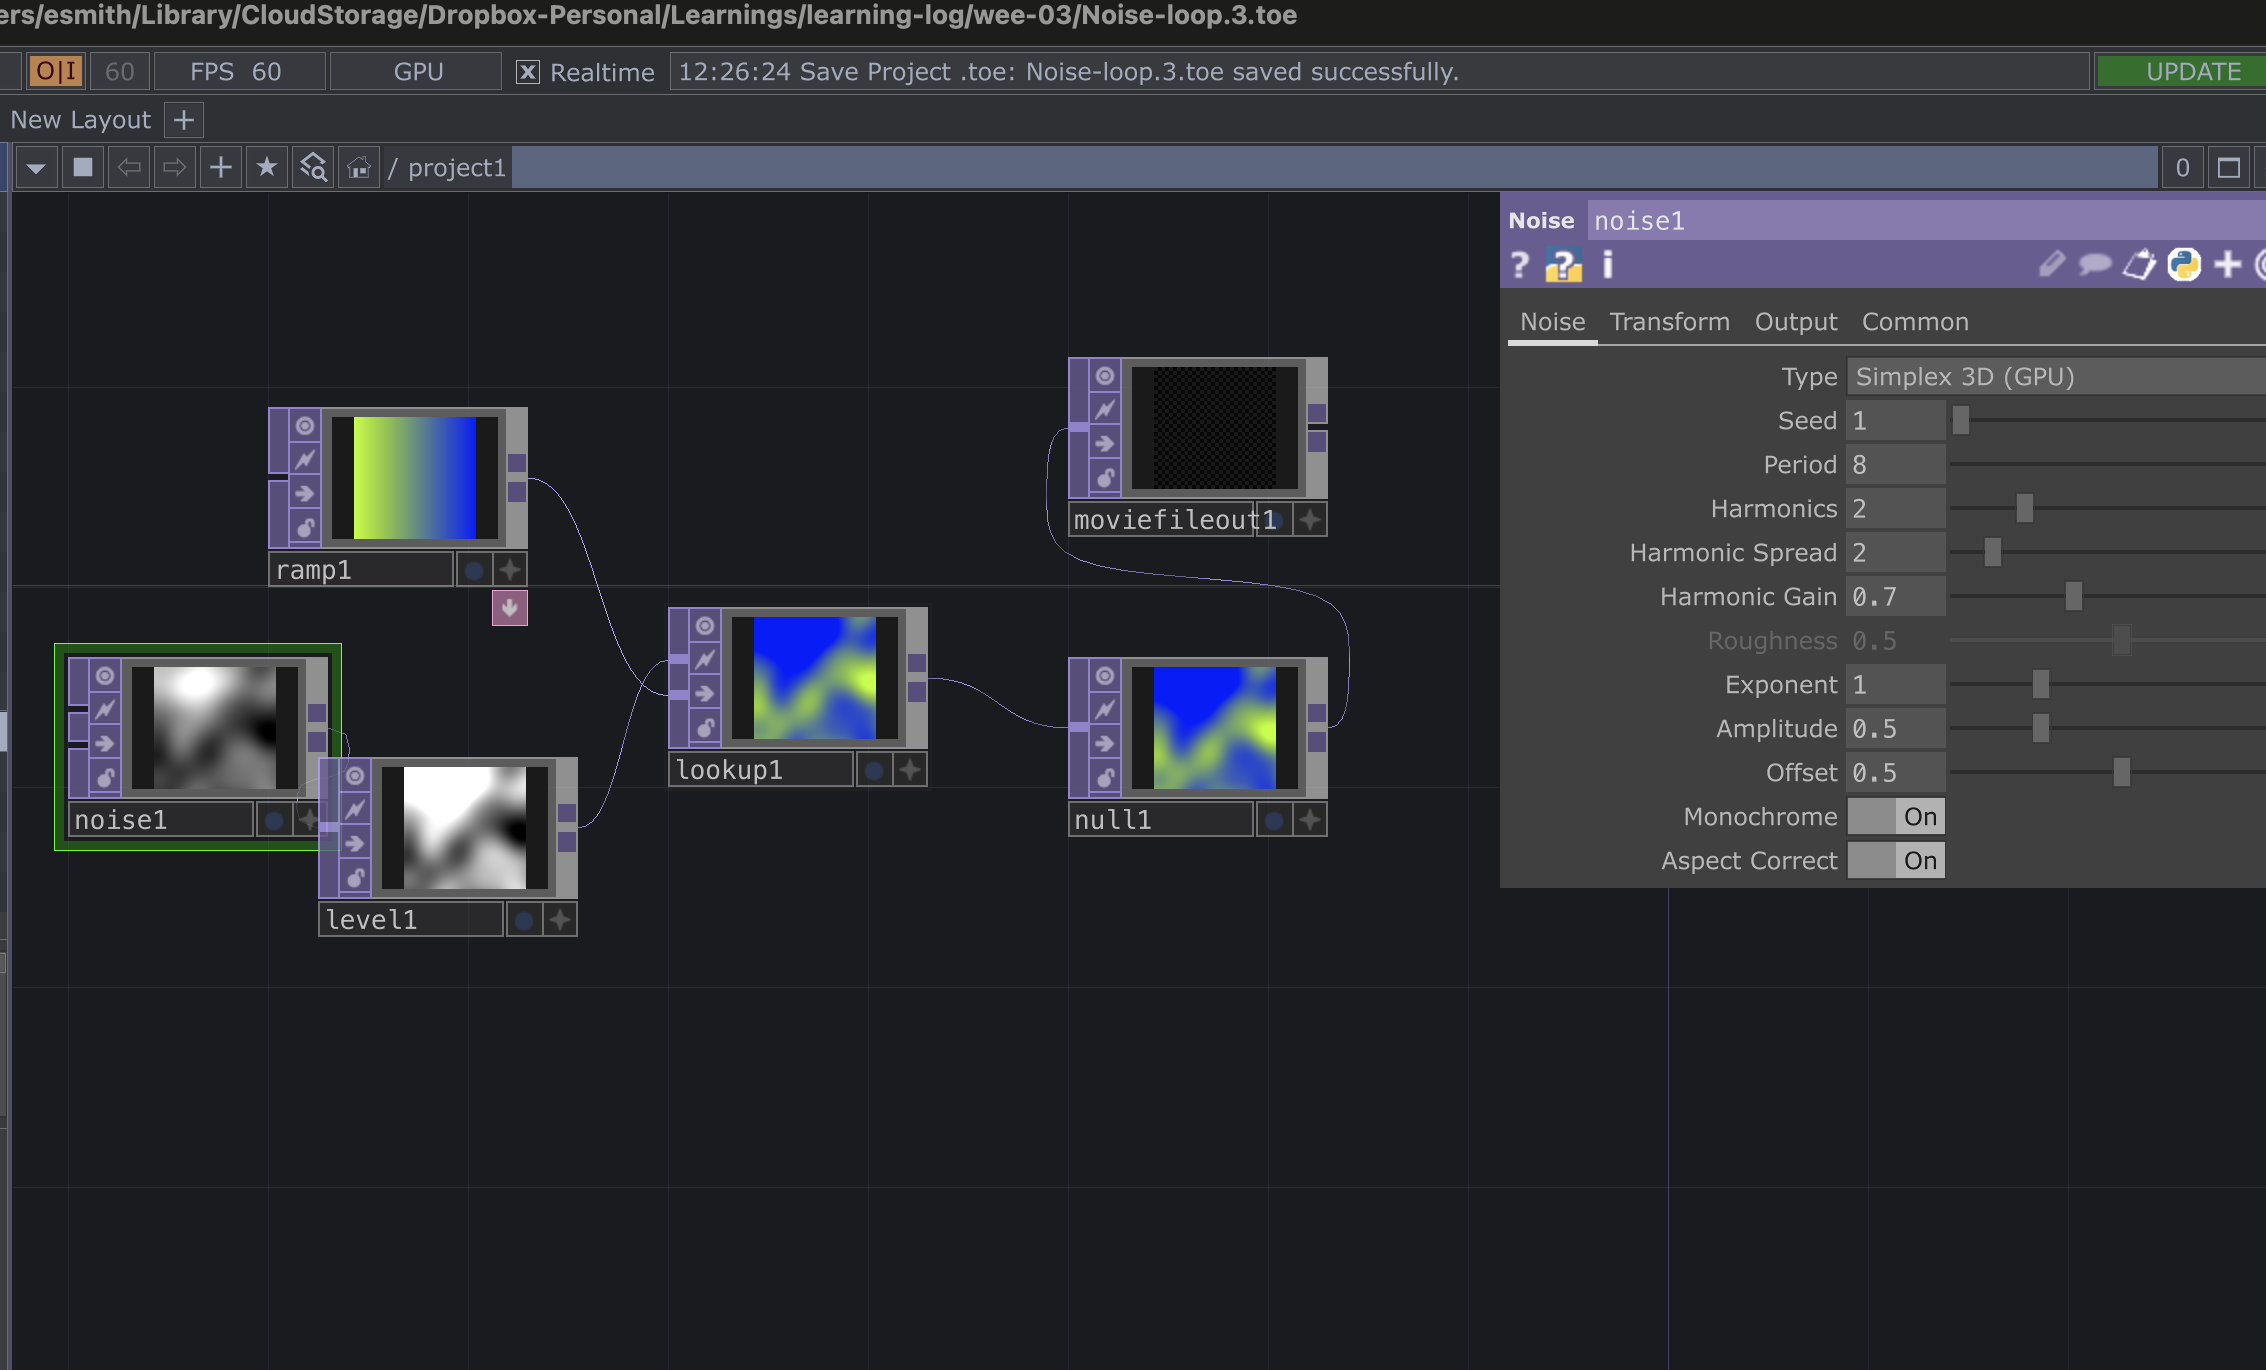 ers/esmith/Library/CloudStorage/Dropbox-Personal/Learnings/learning-log/wee-03/Noise-loop.3.toe
O|I 60 FPS 60 GPU Realtime 12:26:24 Save Project .toe: Noise-loop.3.toe saved successfully. UPDATE
New Layout +
/ project1 0
Noise noise1
? ? i
Noise Transform Output Common
Type Simplex 3D (GPU)
Seed 1
Period 8
Harmonics 2
Harmonic Spread 2
Harmonic Gain 0.7
Roughness 0.5
Exponent 1
Amplitude 0.5
Offset 0.5
Monochrome On
Aspect Correct On
moviefileout1
ramp1
lookup1
noise1
null1
level1